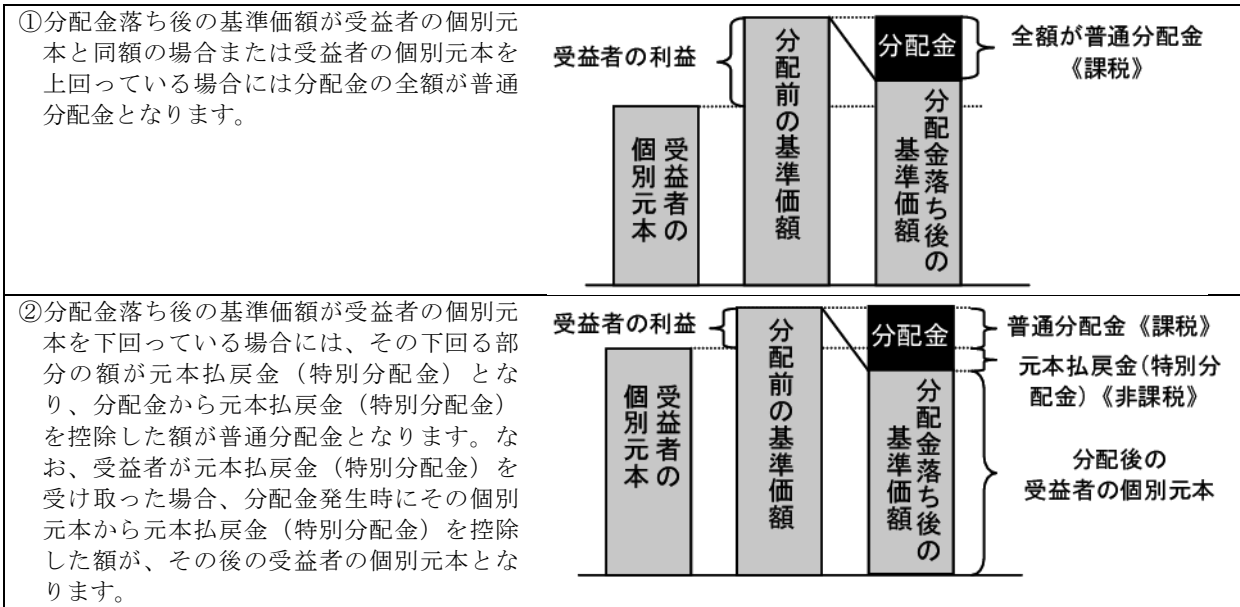 ①分配金落ち後の基準価額が受益者の個別元
本と同額の場合または受益者の個別元本を
上回っている場合には分配金の全額が普通
分配金となります。
受益者の利益
受益者の
個別元本
分配前の基準価額
分配金
分配金落ち後の
基準価額
全額が普通分配金
《課税》
②分配金落ち後の基準価額が受益者の個別元
本を下回っている場合には、その下回る部
分の額が元本払戻金（特別分配金）とな
り、分配金から元本払戻金（特別分配金）
を控除した額が普通分配金となります。な
お、受益者が元本払戻金（特別分配金）を
受け取った場合、分配金発生時にその個別
元本から元本払戻金（特別分配金）を控除
した額が、その後の受益者の個別元本とな
ります。
受益者の利益
受益者の
個別元本
分配前の基準価額
分配金
分配金落ち後の
基準価額
普通分配金《課税》
元本払戻金(特別分
配金)《非課税》
分配後の
受益者の個別元本